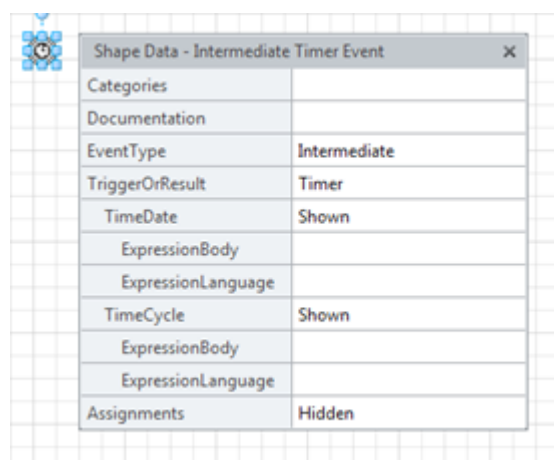 Shape Data - Intermediate Timer Event
Categories
Documentation
EventType Intermediate
TriggerOrResult Timer
TimeDate Shown
ExpressionBody
ExpressionLanguage
TimeCycle Shown
ExpressionBody
ExpressionLanguage
Assignments Hidden